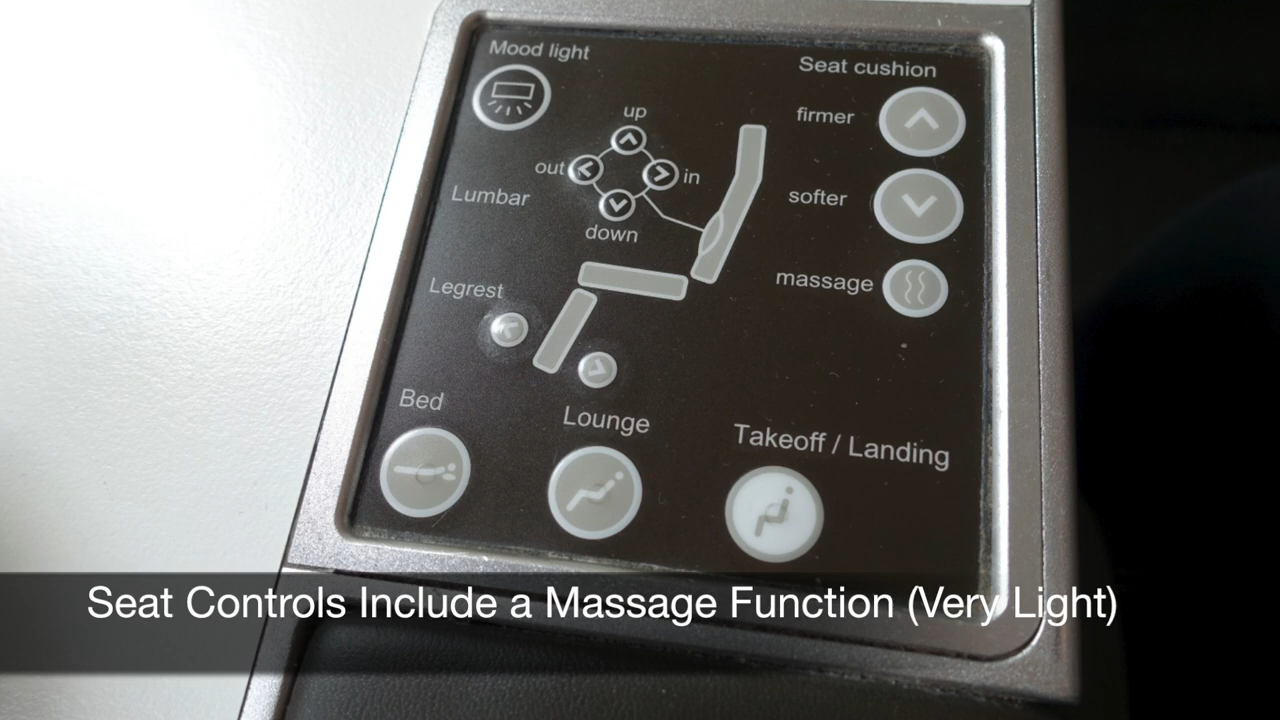 Mood light
Seat cushion
up
firmer
out
in
Lumbar
softer
down
massage
Legrest
Bed
Lounge
Takeoff / Landing
Seat Controls Include a Massage Function (Very Light)